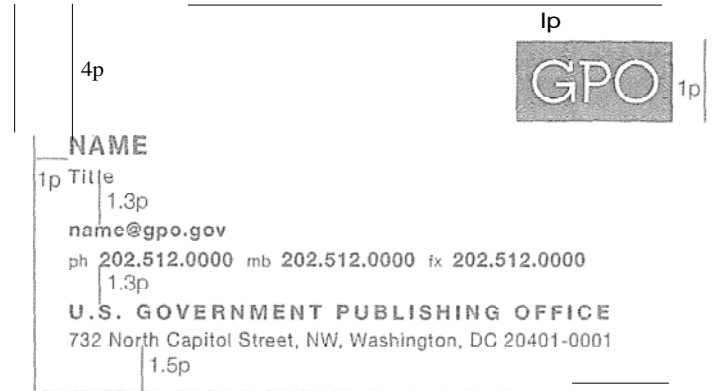 lp
4p
GPO
1p
NAME
1p Title
1.3p
name@gpo.gov
ph 202.512.0000 mb 202.512.0000 fx 202.512.0000
1.3p
U.S. GOVERNMENT PUBLISHING OFFICE
732 North Capitol Street, NW, Washington, DC 20401-0001
1.5p